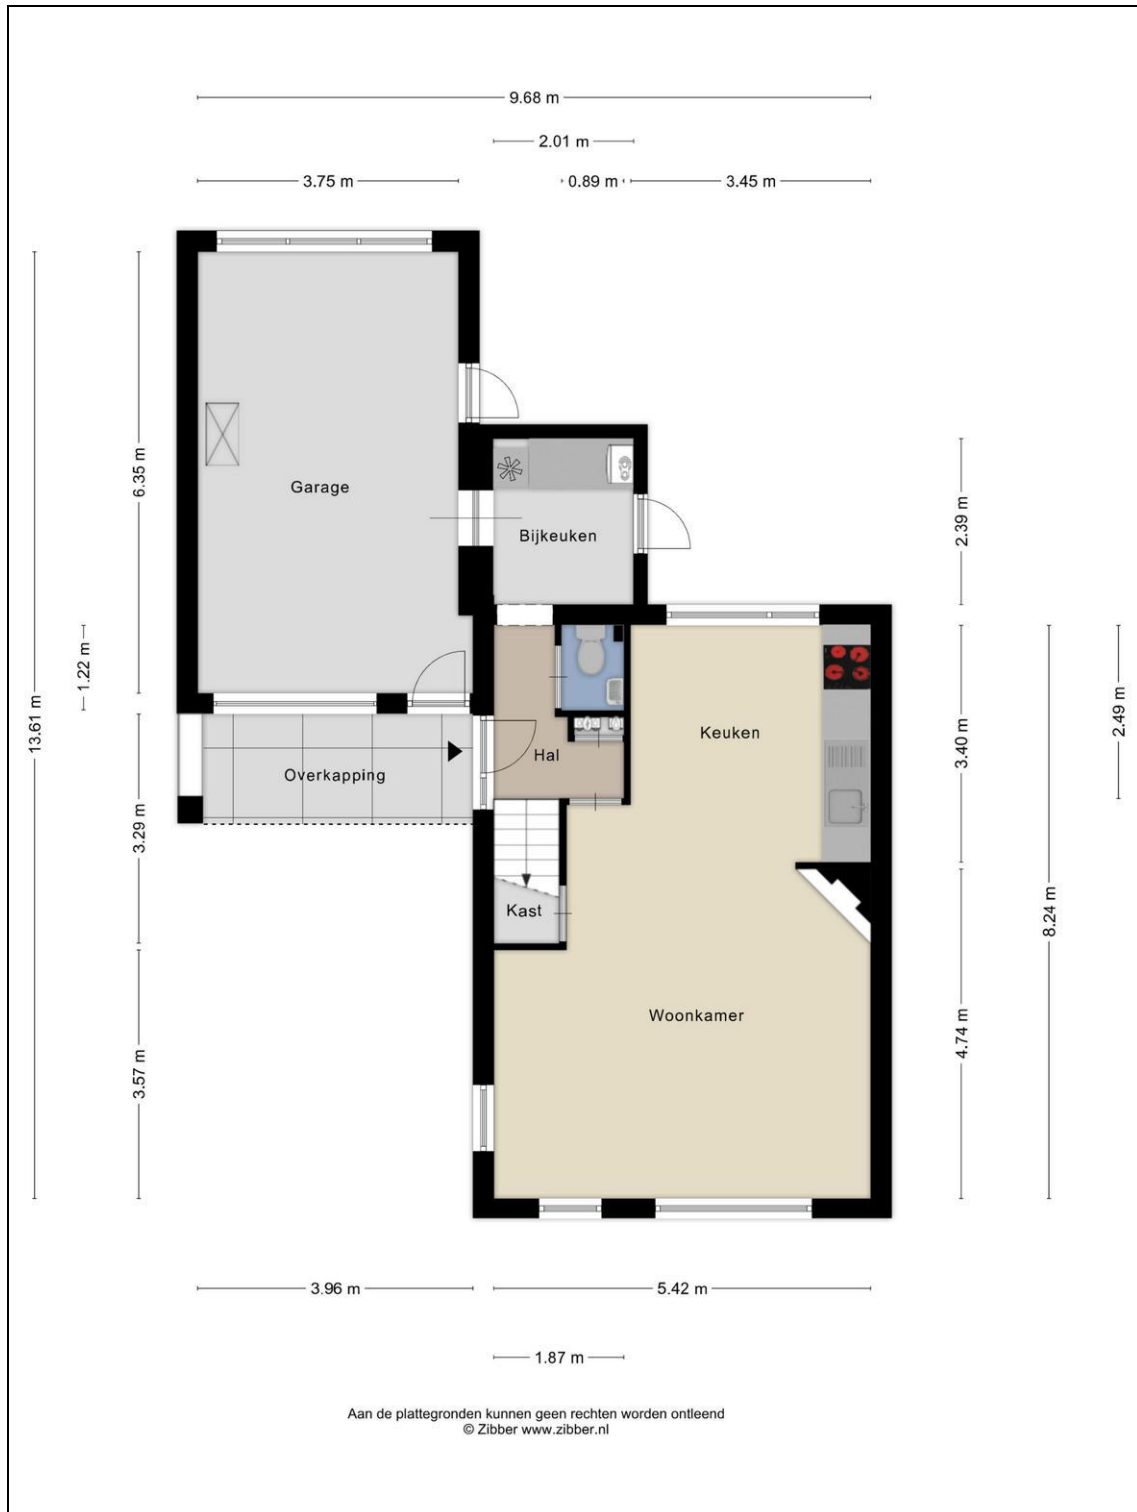 9.68 m
2.01 m
3.75 m
0.89 m
3.45 m
6.35 m
Garage
2.39 m
Bijkeuken
1.22 m
13.61 m
2.49 m
Keuken
3.40 m
Hal
Overkapping
3.29 m
8.24 m
Kast
Woonkamer
4.74 m
3.57 m
3.96 m
5.42 m
1.87 m
Aan de plattegronden kunnen geen rechten worden ontleend
© Zibber www.zibber.nl